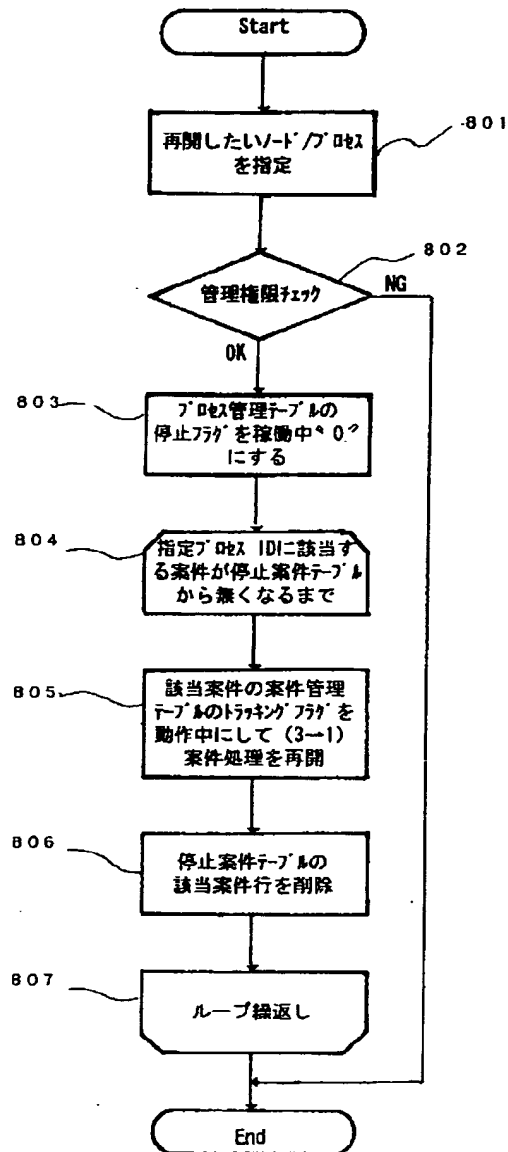 Start
再開したいノード/プロセス
を指定
801
管理権限チェック
802
NG
OK
803
プロセス管理テーブルの
停止フラグを稼働中“0”
にする
804
指定プロセス IDに該当す
る案件が停止案件テーブル
から無くなるまで
805
該当案件の案件管理
テーブルのトラッキングフラグを
動作中にして (3→1)
案件処理を再開
806
停止案件テーブルの
該当案件行を削除
807
ループ繰返し
End